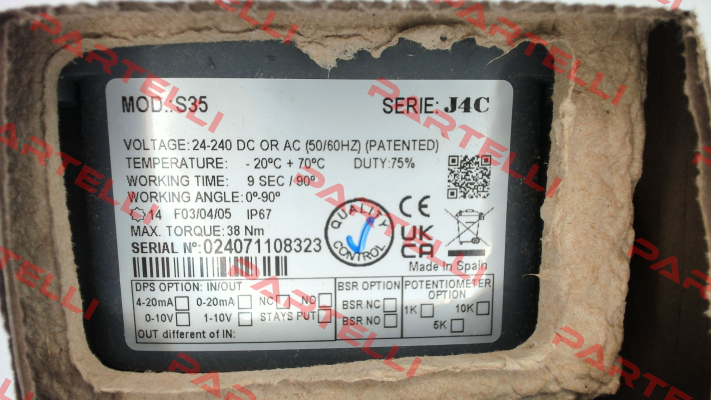 MOD.: S35 SERIE: J4C
VOLTAGE: 24-240 DC OR AC (50/60HZ) (PATENTED)
TEMPERATURE: - 20ºC + 70ºC DUTY: 75%
WORKING TIME: 9 SEC / 90º
WORKING ANGLE: 0º-90º
14 F03/04/05 IP67
MAX. TORQUE: 38 Nm
SERIAL Nº: 024071108323
QUALITY CONTROL
CE
UKCA
Made In Spain
DPS OPTION: IN/OUT
4-20mA 0-20mA NC NO
0-10V 1-10V STAYS PUT
OUT different of IN:
BSR OPTION
BSR NC
BSR NO
POTENTIOMETER
OPTION
1K 10K
5K
PARTELLI
PARTELLI
PARTELLI
PARTELLI
PARTELLI
PARTELLI
PARTELLI